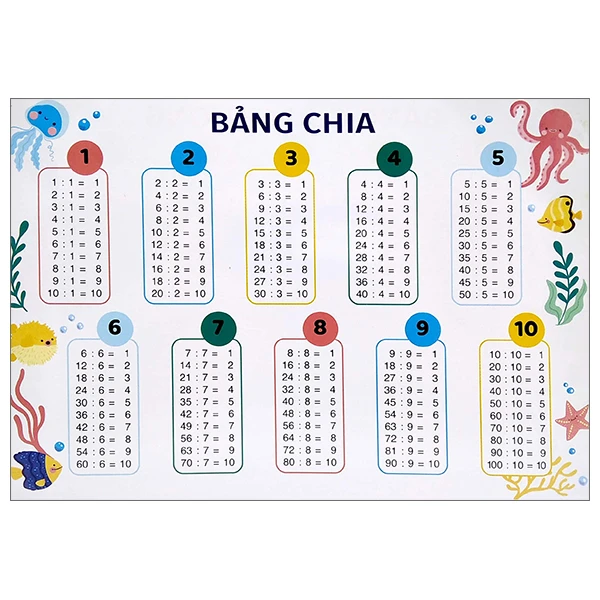 BẢNG CHIA
1
1 : 1 = 1
2 : 1 = 2
3 : 1 = 3
4 : 1 = 4
5 : 1 = 5
6 : 1 = 6
7 : 1 = 7
8 : 1 = 8
9 : 1 = 9
10 : 1 = 10
2
2 : 2 = 1
4 : 2 = 2
6 : 2 = 3
8 : 2 = 4
10 : 2 = 5
12 : 2 = 6
14 : 2 = 7
16 : 2 = 8
18 : 2 = 9
20 : 2 = 10
3
3 : 3 = 1
6 : 3 = 2
9 : 3 = 3
12 : 3 = 4
15 : 3 = 5
18 : 3 = 6
21 : 3 = 7
24 : 3 = 8
27 : 3 = 9
30 : 3 = 10
4
4 : 4 = 1
8 : 4 = 2
12 : 4 = 3
16 : 4 = 4
20 : 4 = 5
24 : 4 = 6
28 : 4 = 7
32 : 4 = 8
36 : 4 = 9
40 : 4 = 10
5
5 : 5 = 1
10 : 5 = 2
15 : 5 = 3
20 : 5 = 4
25 : 5 = 5
30 : 5 = 6
35 : 5 = 7
40 : 5 = 8
45 : 5 = 9
50 : 5 = 10
6
6 : 6 = 1
12 : 6 = 2
18 : 6 = 3
24 : 6 = 4
30 : 6 = 5
36 : 6 = 6
42 : 6 = 7
48 : 6 = 8
54 : 6 = 9
60 : 6 = 10
7
7 : 7 = 1
14 : 7 = 2
21 : 7 = 3
28 : 7 = 4
35 : 7 = 5
42 : 7 = 6
49 : 7 = 7
56 : 7 = 8
63 : 7 = 9
70 : 7 = 10
8
8 : 8 = 1
16 : 8 = 2
24 : 8 = 3
32 : 8 = 4
40 : 8 = 5
48 : 8 = 6
56 : 8 = 7
64 : 8 = 8
72 : 8 = 9
80 : 8 = 10
9
9 : 9 = 1
18 : 9 = 2
27 : 9 = 3
36 : 9 = 4
45 : 9 = 5
54 : 9 = 6
63 : 9 = 7
72 : 9 = 8
81 : 9 = 9
90 : 9 = 10
10
10 : 10 = 1
20 : 10 = 2
30 : 10 = 3
40 : 10 = 4
50 : 10 = 5
60 : 10 = 6
70 : 10 = 7
80 : 10 = 8
90 : 10 = 9
100 : 10 = 10